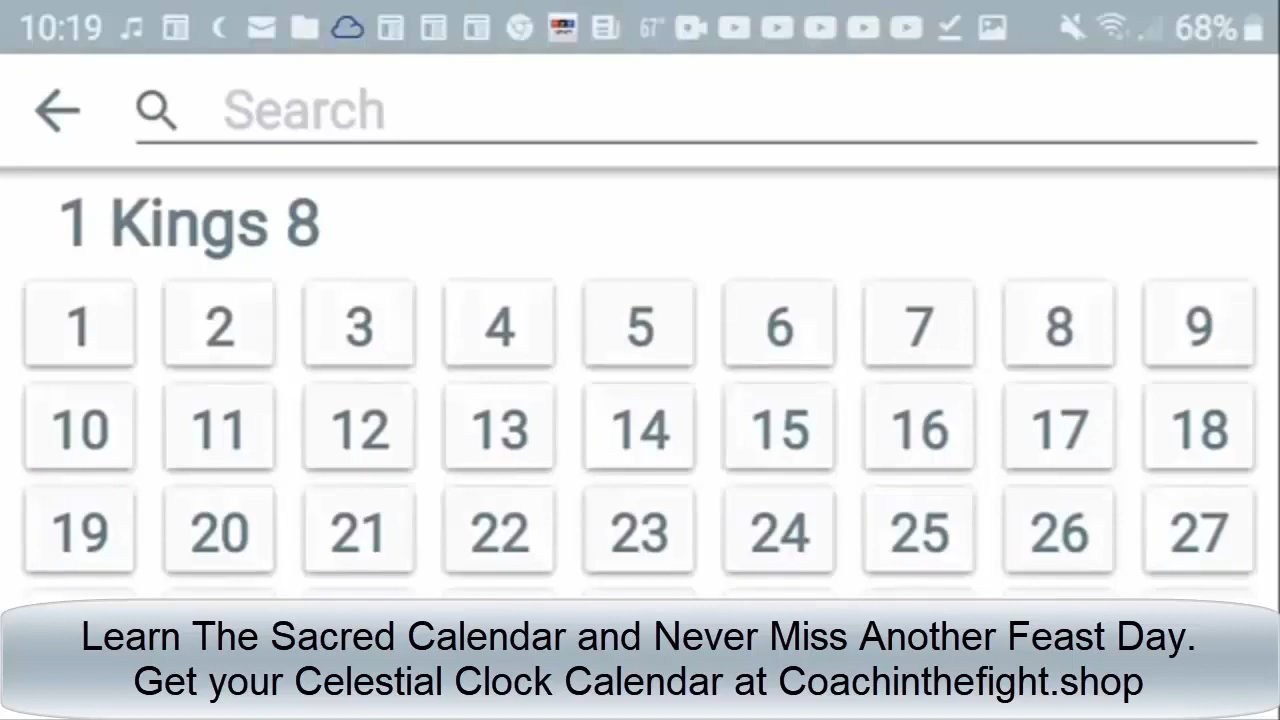 10:19 67° 68%
Search
1 Kings 8
1 2 3 4 5 6 7 8 9
10 11 12 13 14 15 16 17 18
19 20 21 22 23 24 25 26 27
Learn The Sacred Calendar and Never Miss Another Feast Day.
Get your Celestial Clock Calendar at Coachinthefight.shop